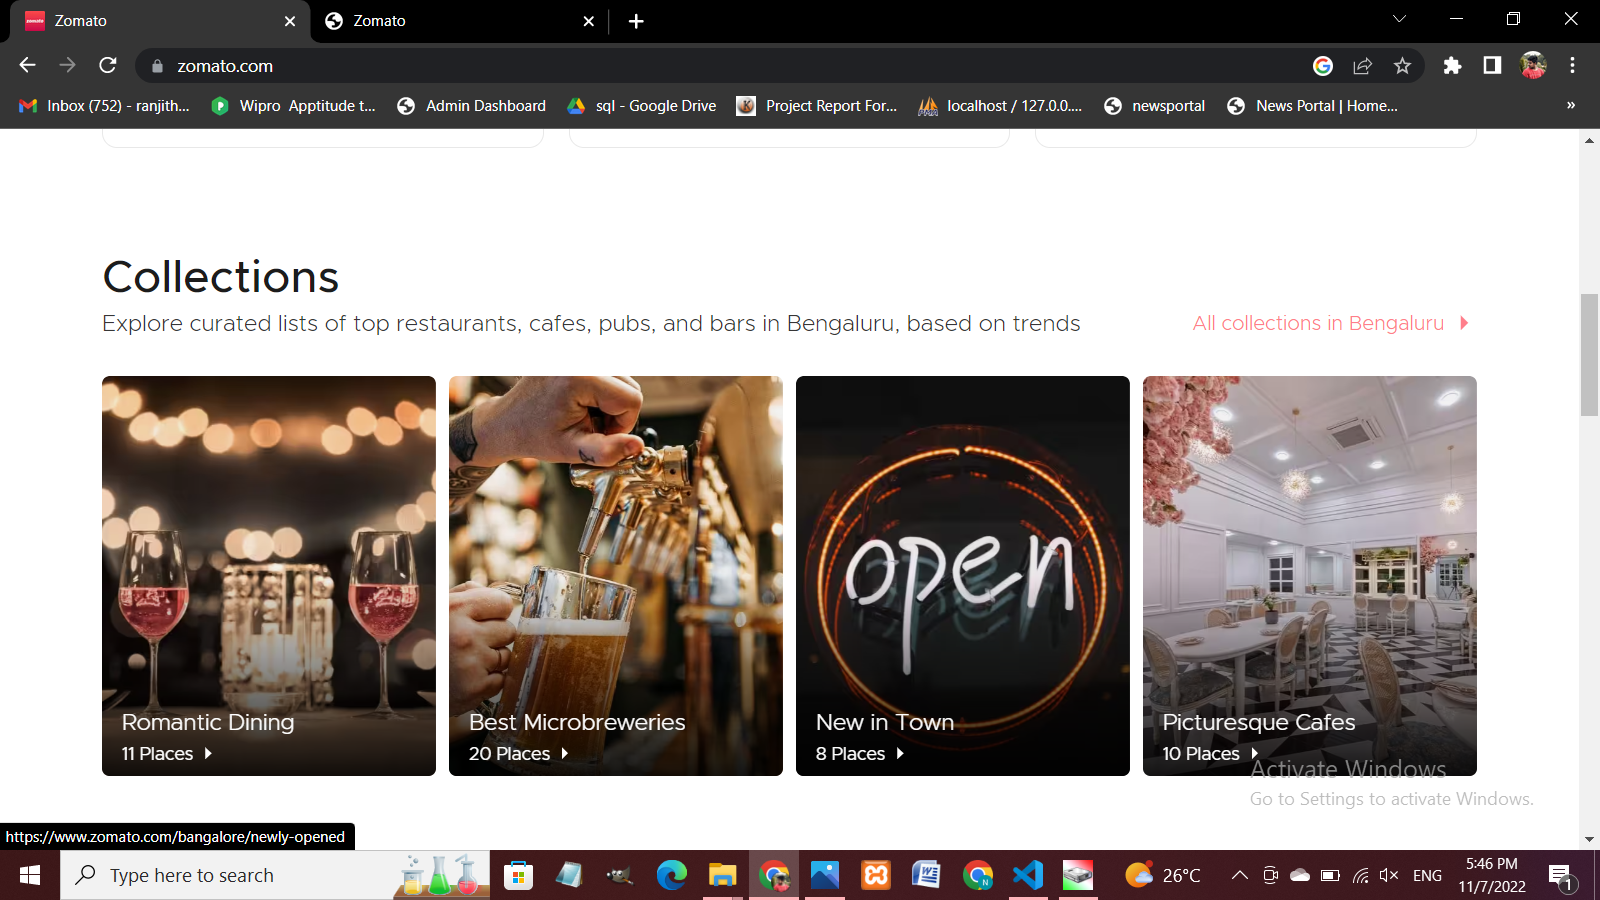 Zomato
Zomato
zomato.com
Inbox (752) - ranjith...
Wipro Apptitude t...
Admin Dashboard
sql - Google Drive
Project Report For...
localhost / 127.0.0....
newsportal
News Portal | Home...
»
Collections
Explore curated lists of top restaurants, cafes, pubs, and bars in Bengaluru, based on trends
All collections in Bengaluru
open
Romantic Dining
11 Places
Best Microbreweries
20 Places
New in Town
8 Places
Picturesque Cafes
10 Places
Activate Windows
Go to Settings to activate Windows.
https://www.zomato.com/bangalore/newly-opened
Type here to search
26°C
ENG
5:46 PM
11/7/2022
1